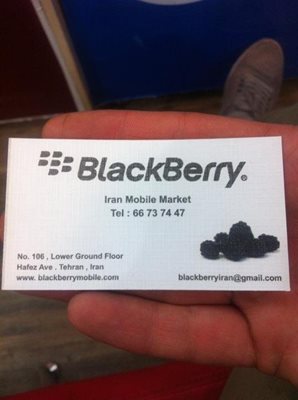 BlackBerry®
Iran Mobile Market
Tel : 66 73 74 47
No. 106 , Lower Ground Floor
Hafez Ave . Tehran , Iran
www. blackberrymobile.com
blackberryiran@gmail.com